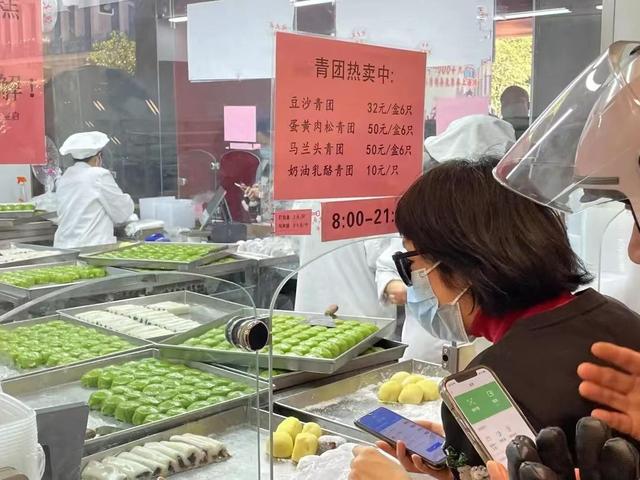 解!
青团热卖中:
豆沙青团 32元/盒6只
蛋黄肉松青团 50元/盒6只
马兰头青团 50元/盒6只
奶油乳酪青团 10元/只
8:00-21: